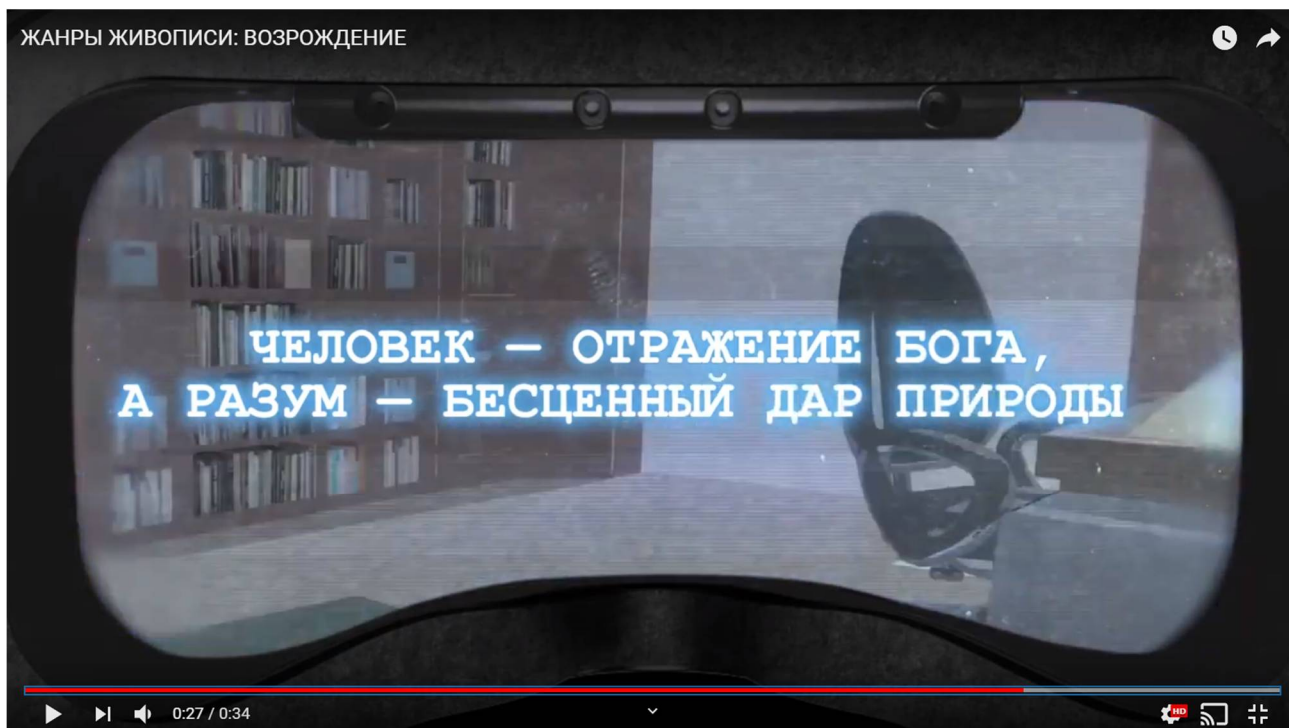 ЖАНРЫ ЖИВОПИСИ: ВОЗРОЖДЕНИЕ
ЧЕЛОВЕК — ОТРАЖЕНИЕ БОГА,
А РАЗУМ — БЕСЦЕННЫЙ ДАР ПРИРОДЫ
0:27 / 0:34
HD